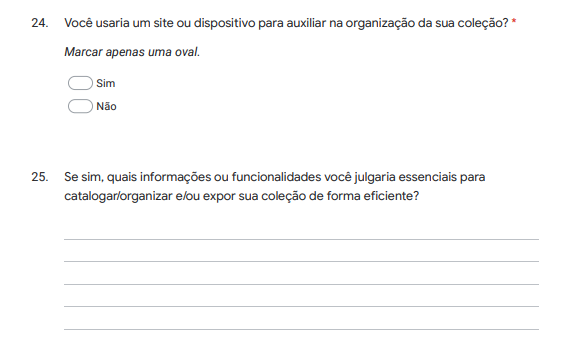 24. Você usaria um site ou dispositivo para auxiliar na organização da sua coleção? *
Marcar apenas uma oval.
Sim
Não
25. Se sim, quais informações ou funcionalidades você julgaria essenciais para
catalogar/organizar e/ou expor sua coleção de forma eficiente?